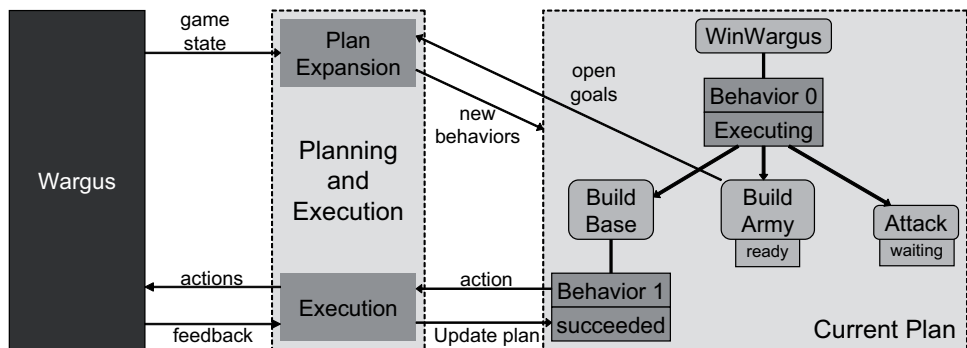 Wargus
game
state
actions
feedback
Plan
Expansion
Planning
and
Execution
Execution
open
goals
new
behaviors
action
Update plan
WinWargus
Behavior 0
Executing
Build
Base
Build
Army
ready
Attack
waiting
Behavior 1
succeeded
Current Plan